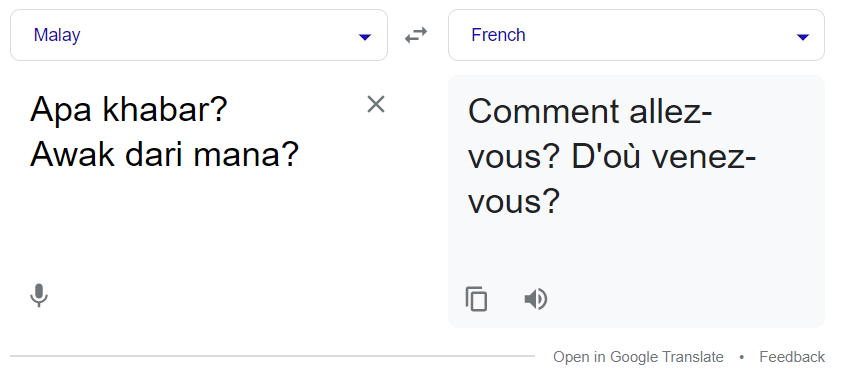 Malay
French
Apa khabar?
Awak dari mana?
Comment allez-
vous? D'où venez-
vous?
Open in Google Translate • Feedback